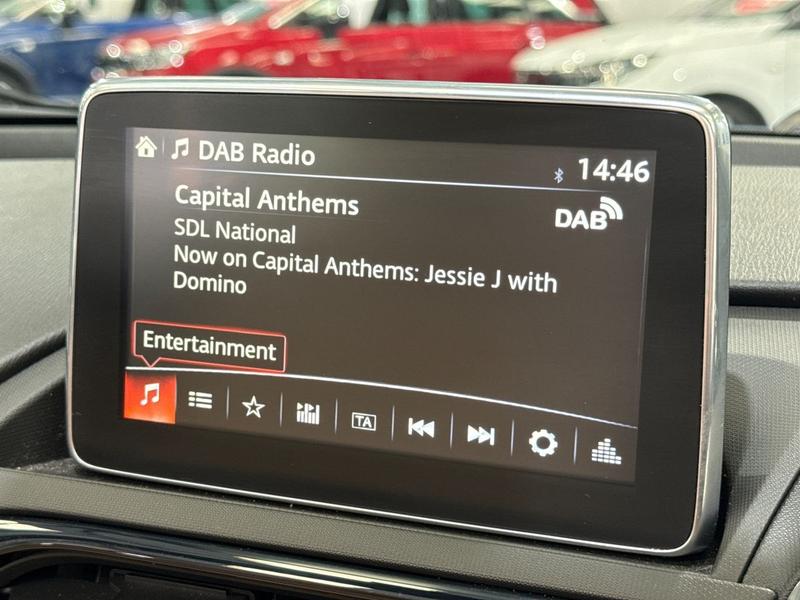 DAB Radio
14:46
Capital Anthems
DAB
SDL National
Now on Capital Anthems: Jessie J with
Domino
Entertainment
TA